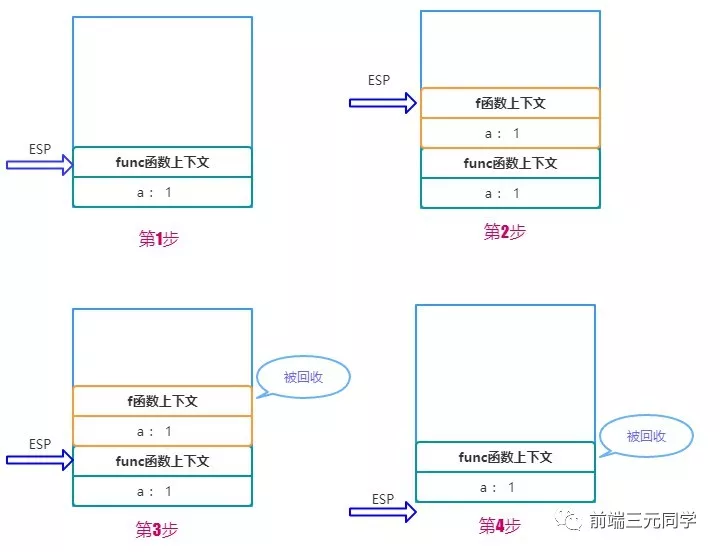 ESP
func函数上下文
a： 1
第1步
ESP
f函数上下文
a： 1
func函数上下文
a： 1
第2步
被回收
f函数上下文
a： 1
ESP
func函数上下文
a： 1
第3步
被回收
func函数上下文
a： 1
ESP
第4步
前端三元同学